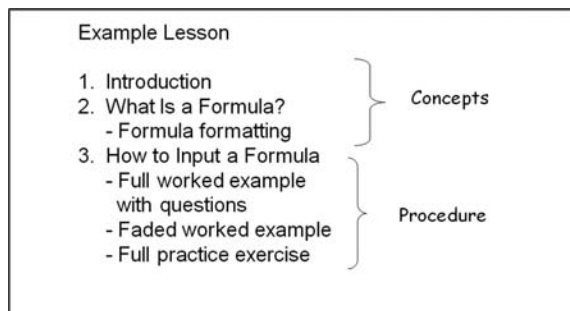 Example Lesson
1. Introduction
2. What Is a Formula?
- Formula formatting
3. How to Input a Formula
- Full worked example
with questions
- Faded worked example
- Full practice exercise
Concepts
Procedure